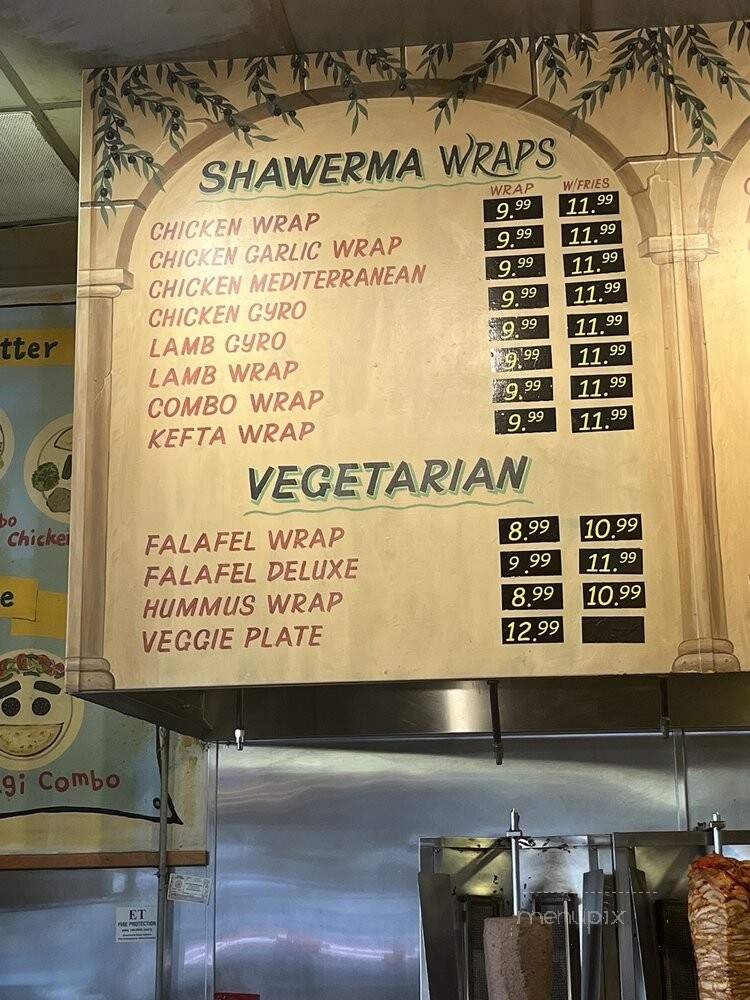 SHAWERMA WRAPS
WRAP W/FRIES
CHICKEN WRAP 9.99 11.99
CHICKEN GARLIC WRAP 9.99 11.99
CHICKEN MEDITERRANEAN 9.99 11.99
CHICKEN GYRO 9.99 11.99
LAMB GYRO 9.99 11.99
LAMB WRAP 9.99 11.99
COMBO WRAP 9.99 11.99
KEFTA WRAP 9.99 11.99
VEGETARIAN
FALAFEL WRAP 8.99 10.99
FALAFEL DELUXE 9.99 11.99
HUMMUS WRAP 8.99 10.99
VEGGIE PLATE 12.99
tter
bo
Chicken
e
gi Combo
ET
FIRE PROTECTION
menupix